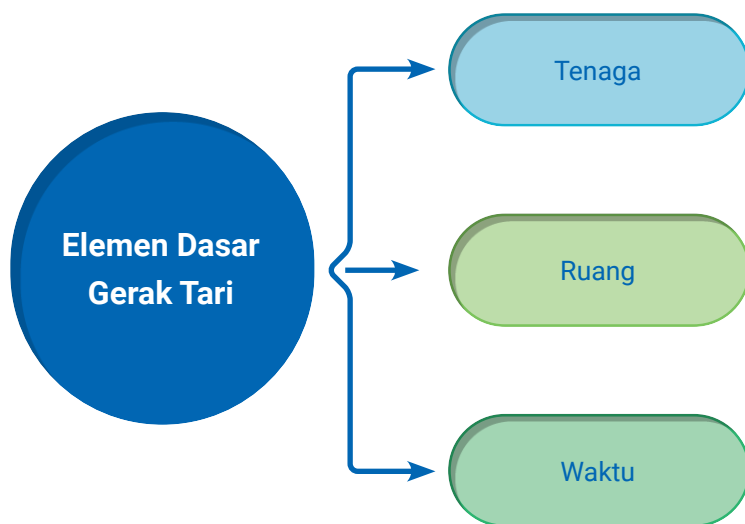 Elemen Dasar
Gerak Tari
Tenaga
Ruang
Waktu